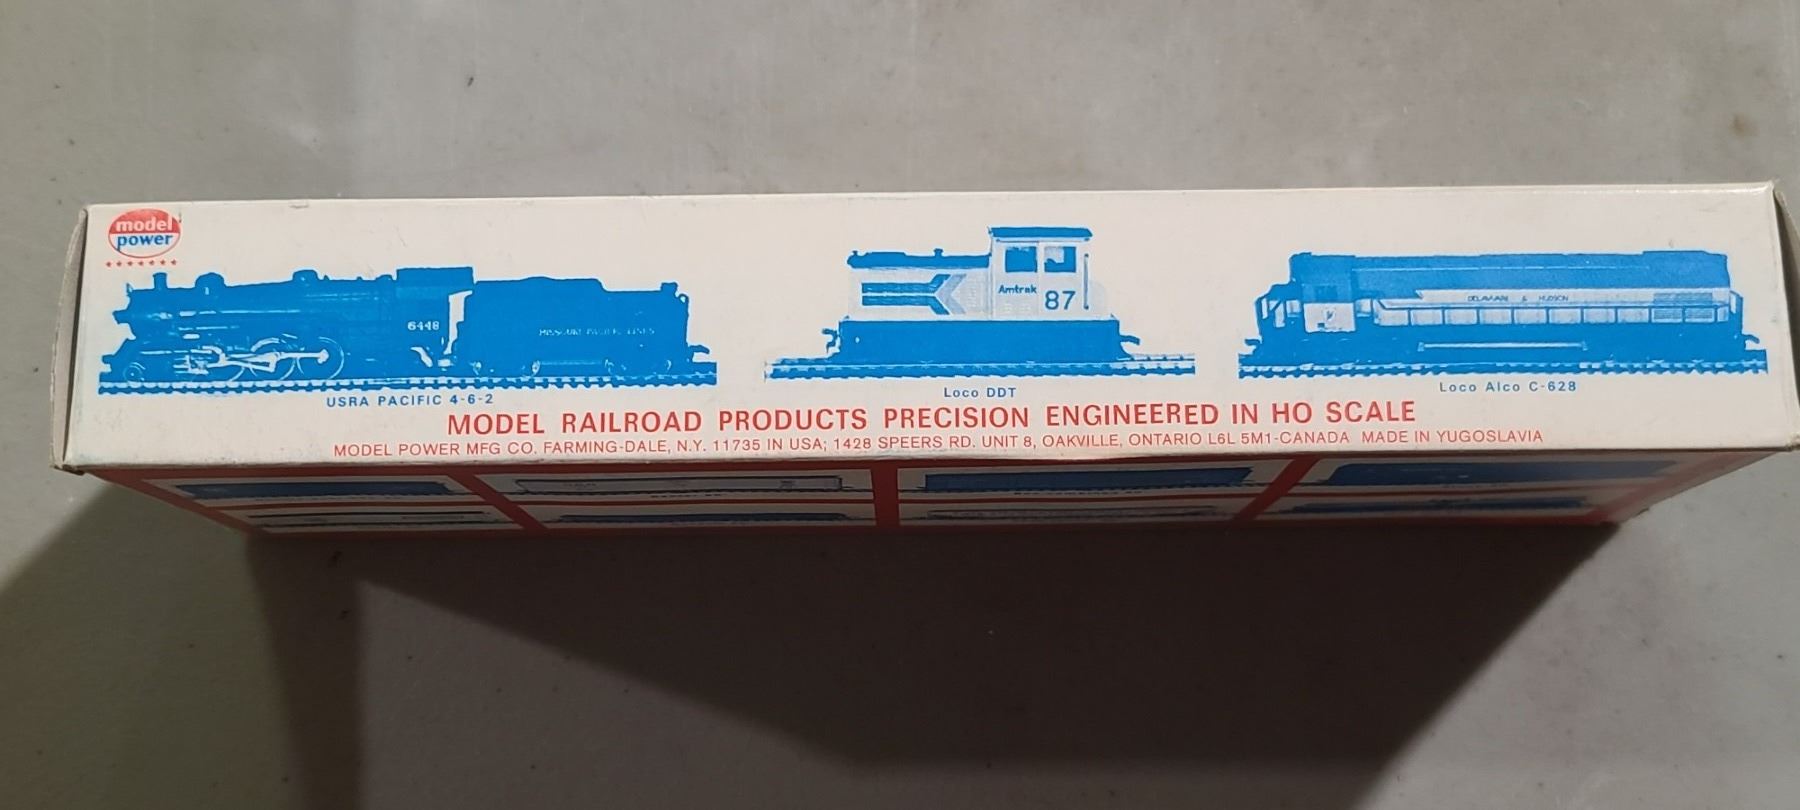 model
power
6448
MISSOURI PACIFIC LINES
Amtrak
87
DELAWARE & HUDSON
USRA PACIFIC 4-6-2
Loco DDT
Loco Alco C-628
MODEL RAILROAD PRODUCTS PRECISION ENGINEERED IN HO SCALE
MODEL POWER MFG CO. FARMING-DALE, N.Y. 11735 IN USA; 1428 SPEERS RD. UNIT 8, OAKVILLE, ONTARIO L6L 5M1-CANADA MADE IN YUGOSLAVIA